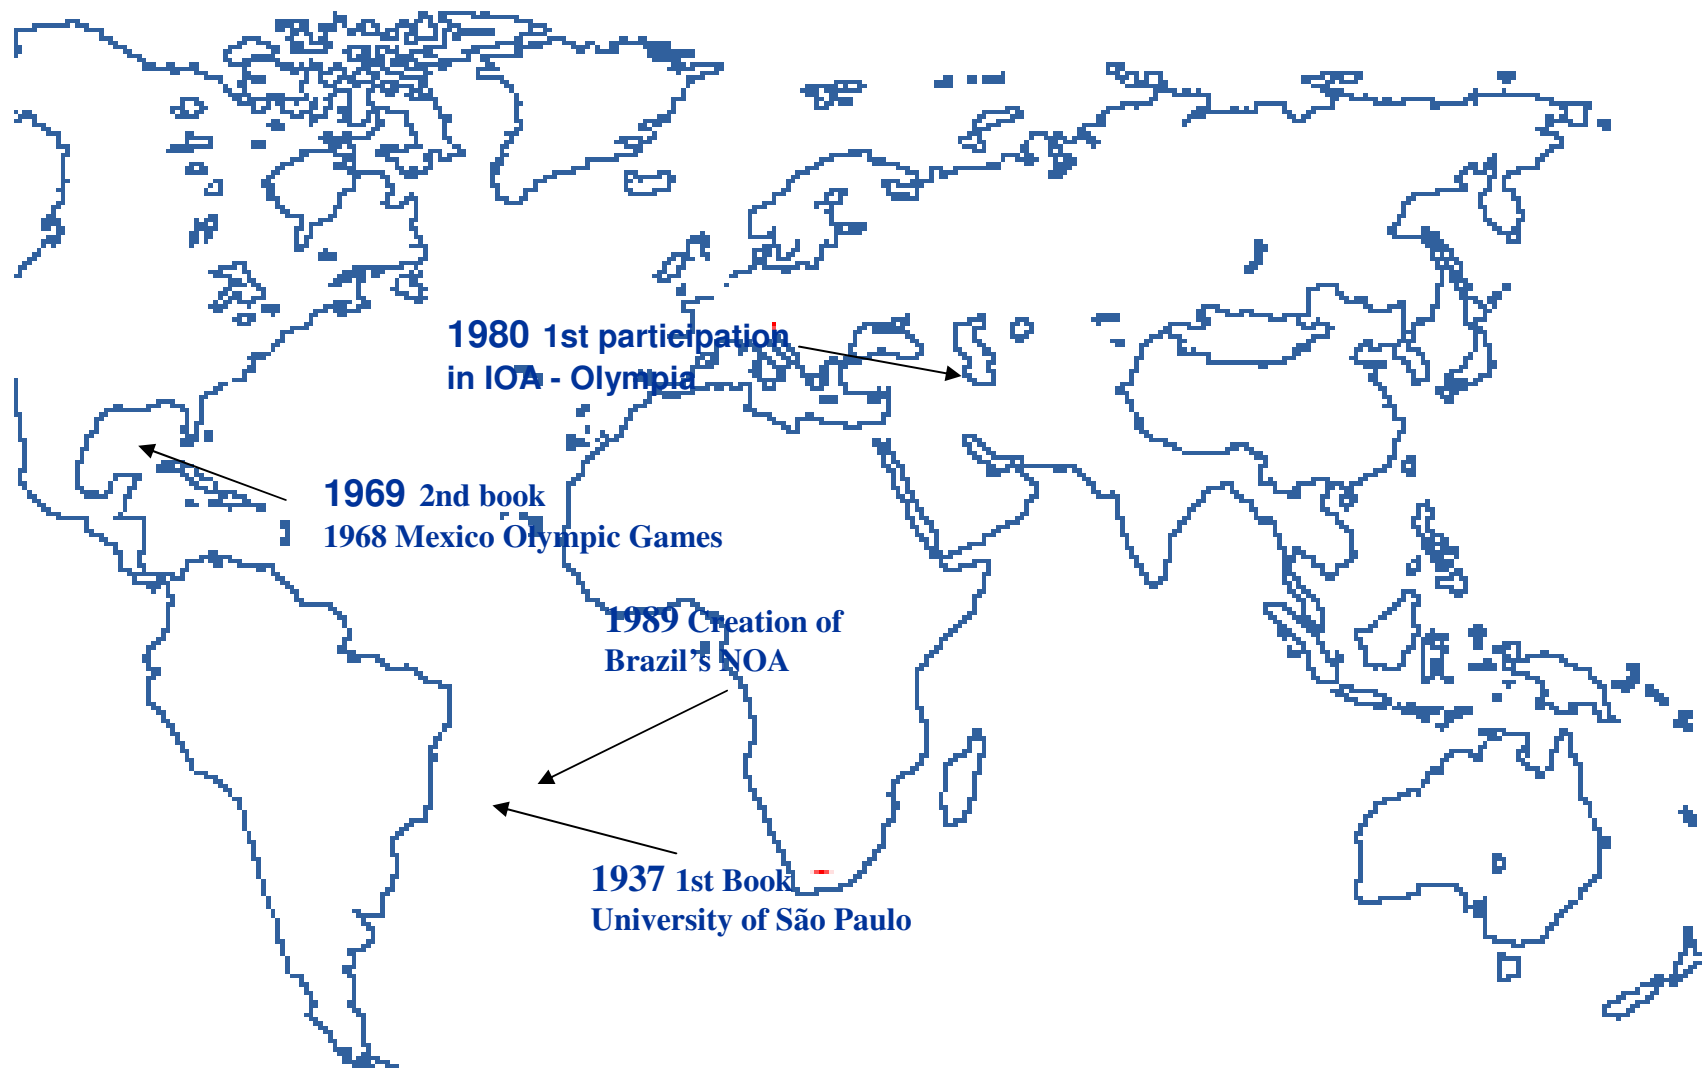 1980 1st participation
in IOA - Olympia
1969 2nd book
1968 Mexico Olympic Games
1989 Creation of
Brazil’s NOA
1937 1st Book
University of São Paulo